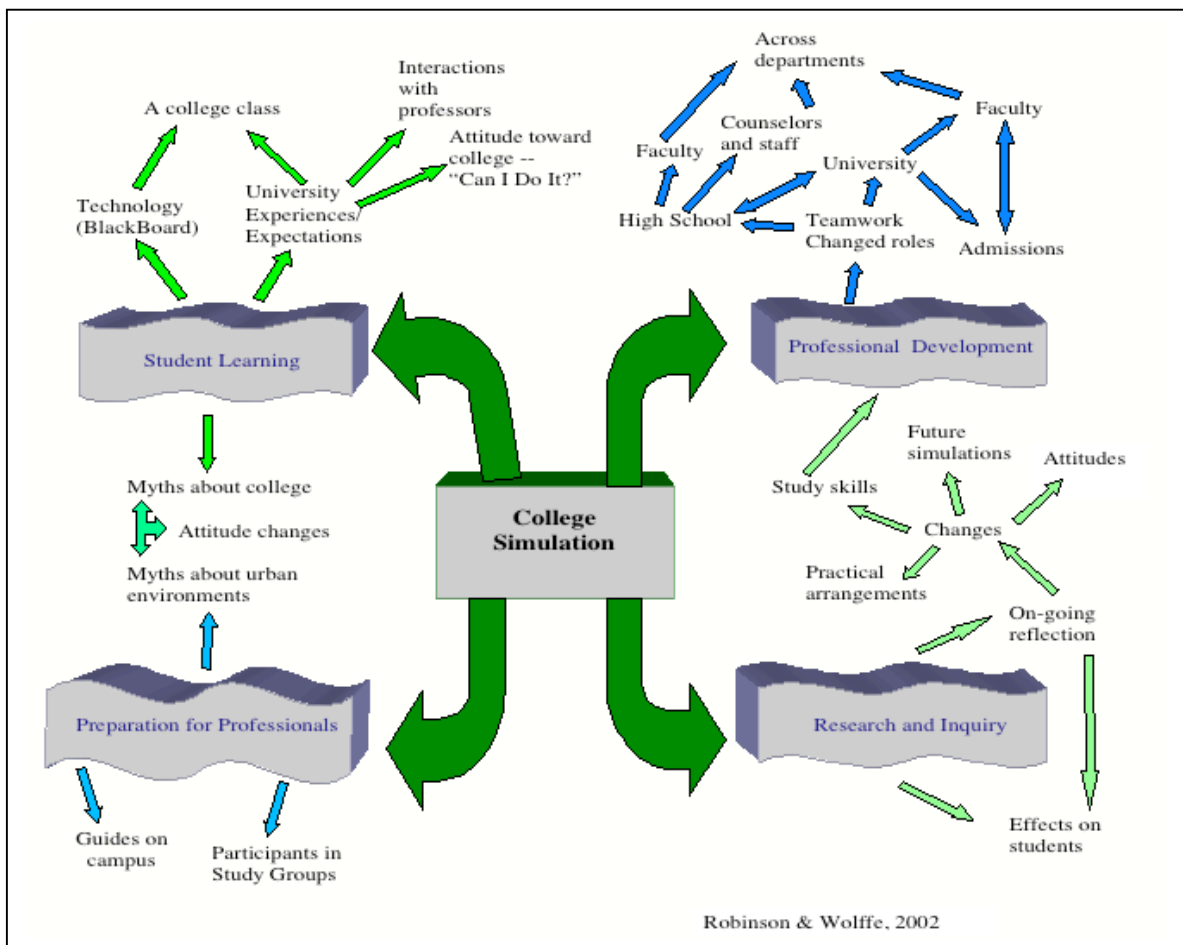 A college class
Interactions
with
professors
Attitude toward
college --
“Can I Do It?”
Technology
(BlackBoard)
University
Experiences/
Expectations
Student Learning
Myths about college
Attitude changes
Myths about urban
environments
Preparation for Professionals
Guides on
campus
Participants in
Study Groups
College
Simulation
Across
departments
Faculty
Counselors
and staff
Faculty
University
High School
Teamwork
Changed roles
Admissions
Professional Development
Future
simulations
Attitudes
Study skills
Changes
Practical
arrangements
On-going
reflection
Research and Inquiry
Effects on
students
Robinson & Wolffe, 2002